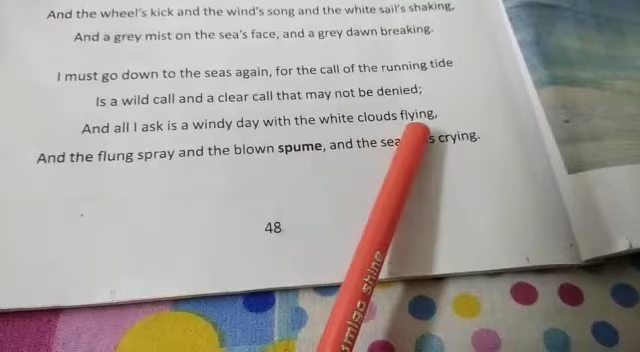 And the wheel's kick and the wind's song and the white sail's shaking,
And a grey mist on the sea's face, and a grey dawn breaking.
I must go down to the seas again, for the call of the running tide
Is a wild call and a clear call that may not be denied;
And all I ask is a windy day with the white clouds flying,
And the flung spray and the blown spume, and the sea s crying.
48
smigo shine